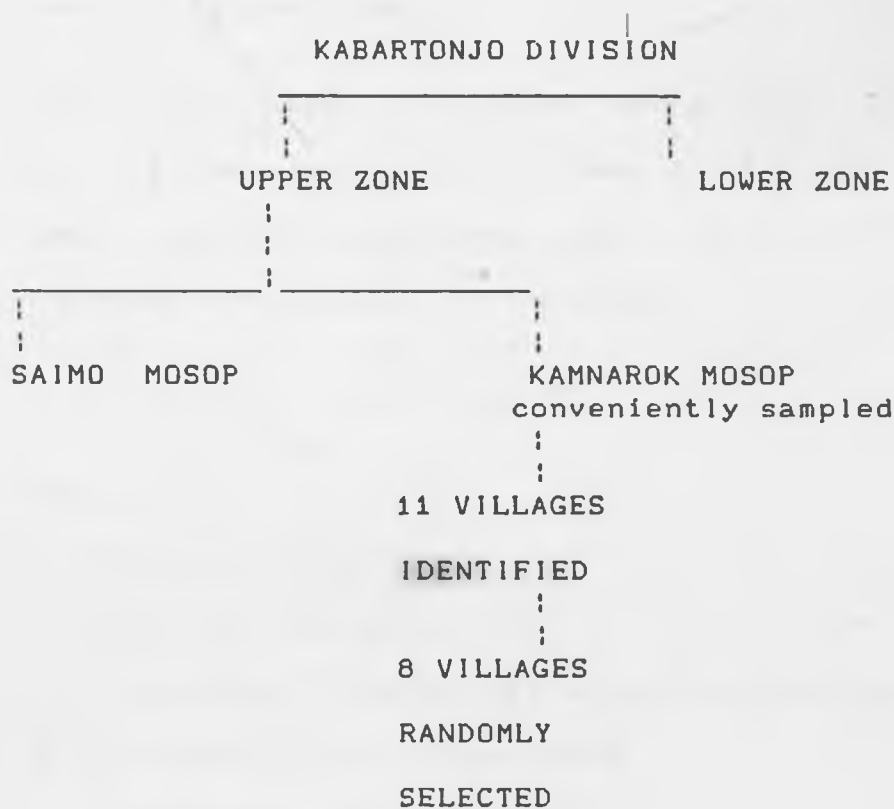 KABARTONJO DIVISION
UPPER ZONE LOWER ZONE
SAIMO MOSOP KAMNAROK MOSOP
conveniently sampled
11 VILLAGES
IDENTIFIED
8 VILLAGES
RANDOMLY
SELECTED